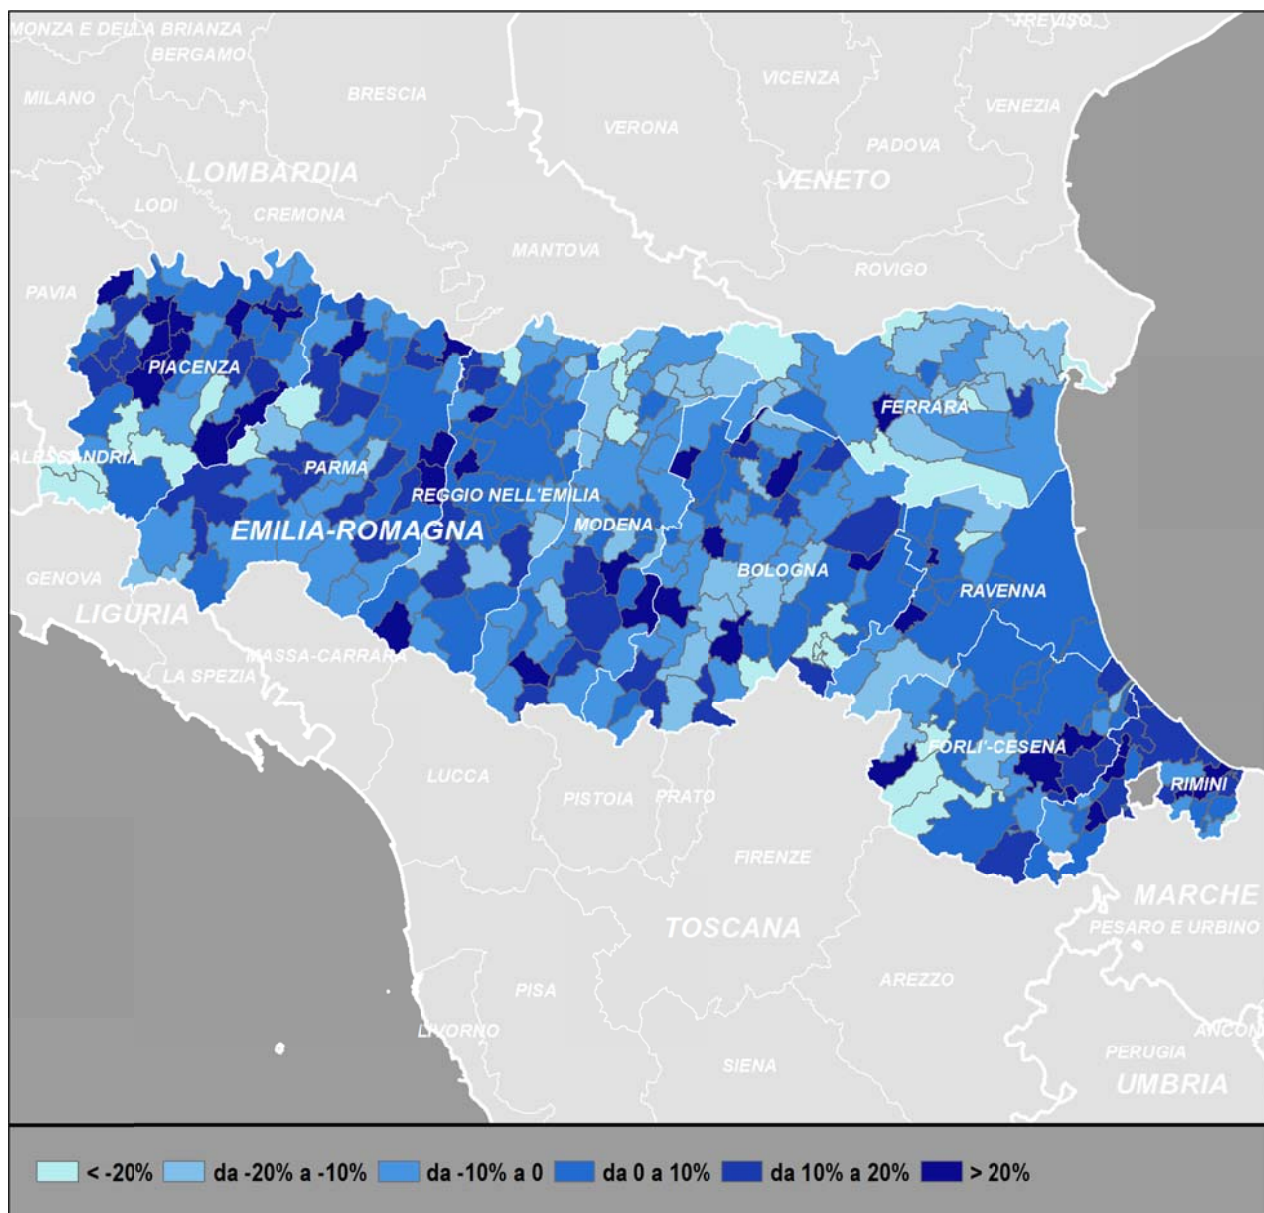 TREVISO
MONZA E DELLA BRIANZA
BERGAMO
VICENZA
BRESCIA
MILANO
VENEZIA
VERONA
PADOVA
LOMBARDIA
VENETO
LODI
CREMONA
MANTOVA
ROVIGO
PAVIA
PIACENZA
FERRARA
ALESSANDRIA
PARMA
REGGIO NELL'EMILIA
EMILIA-ROMAGNA
MODENA
BOLOGNA
GENOVA
RAVENNA
LIGURIA
MASSA-CARRARA
LA SPEZIA
FORLI'-CESENA
LUCCA
RIMINI
PISTOIA
PRATO
FIRENZE
MARCHE
TOSCANA
PESARO E URBINO
AREZZO
PISA
LIVORNO
ANCON
PERUGIA
SIENA
UMBRIA
< -20% da -20% a -10% da -10% a 0 da 0 a 10% da 10% a 20% > 20%